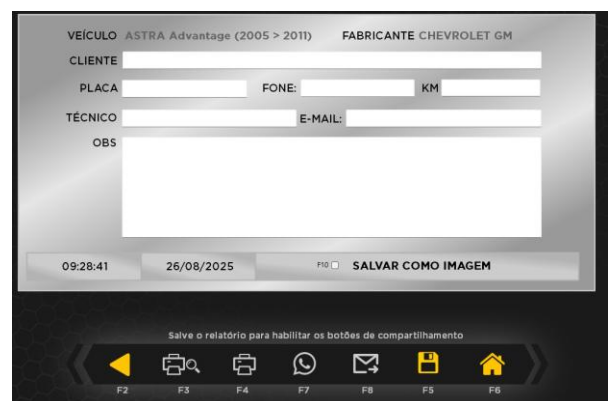 VEÍCULO ASTRA Advantage (2005 > 2011) FABRICANTE CHEVROLET GM
CLIENTE
PLACA FONE: KM
TÉCNICO E-MAIL:
OBS
09:28:41 26/08/2025 F10 SALVAR COMO IMAGEM
Salve o relatório para habilitar os botões de compartilhamento
F2 F3 F4 F7 F8 F5 F6